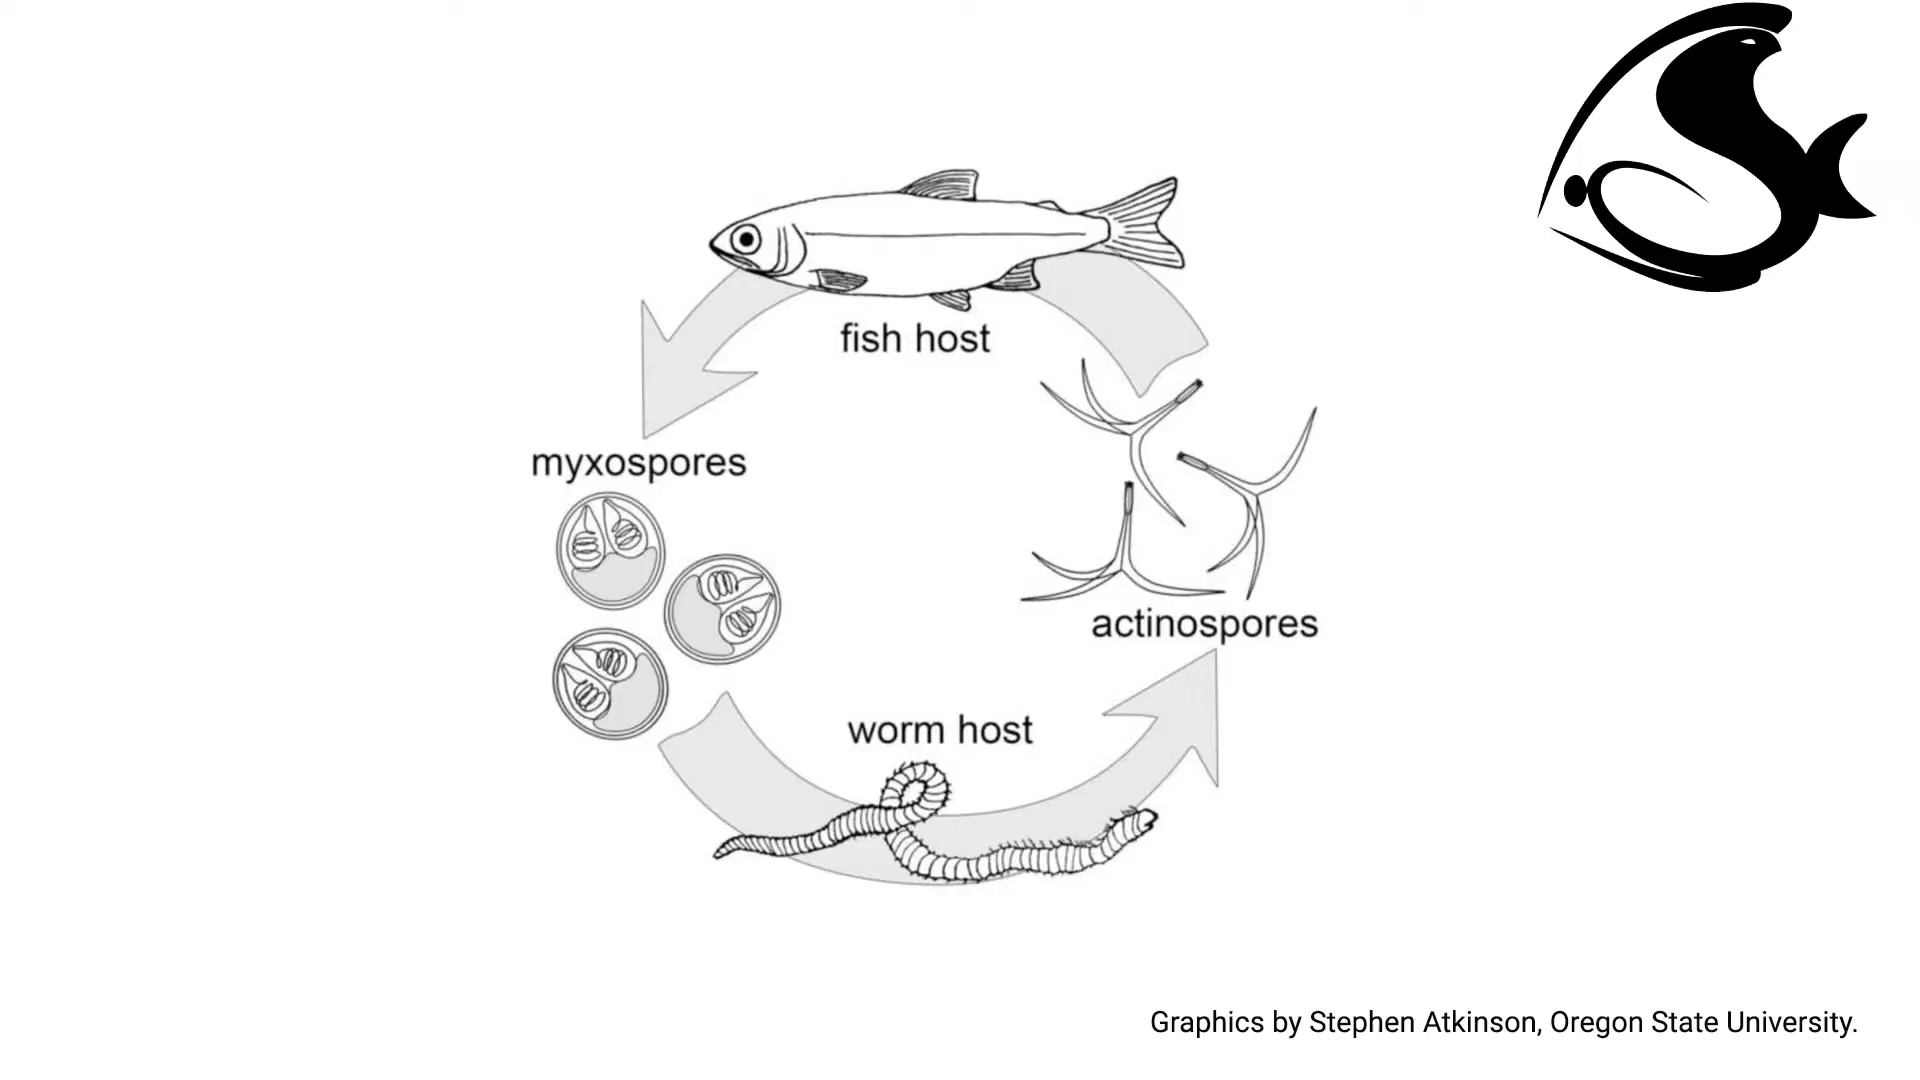 fish host
myxospores
actinospores
worm host
Graphics by Stephen Atkinson, Oregon State University.